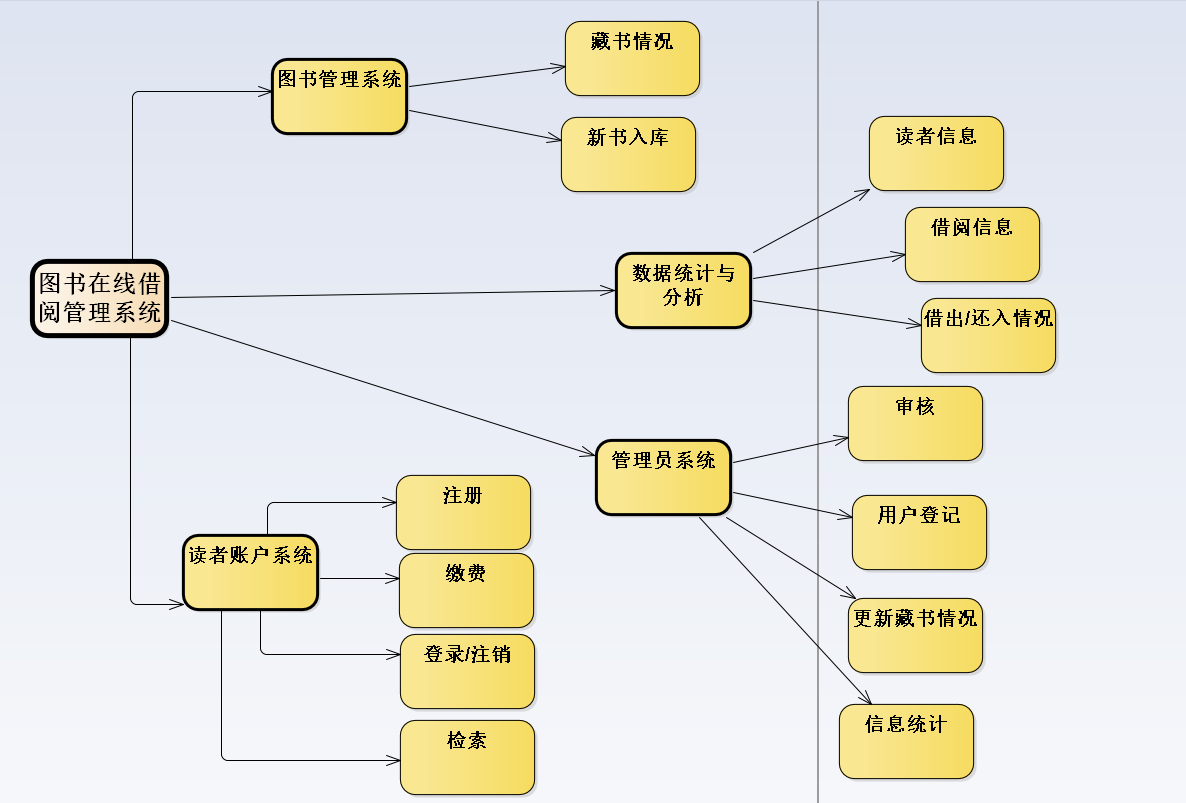 藏书情况
图书管理系统
新书入库
读者信息
借阅信息
图书在线借
阅管理系统
数据统计与
分析
借出/还入情况
审核
管理员系统
注册
用户登记
读者账户系统
缴费
更新藏书情况
登录/注销
信息统计
检索